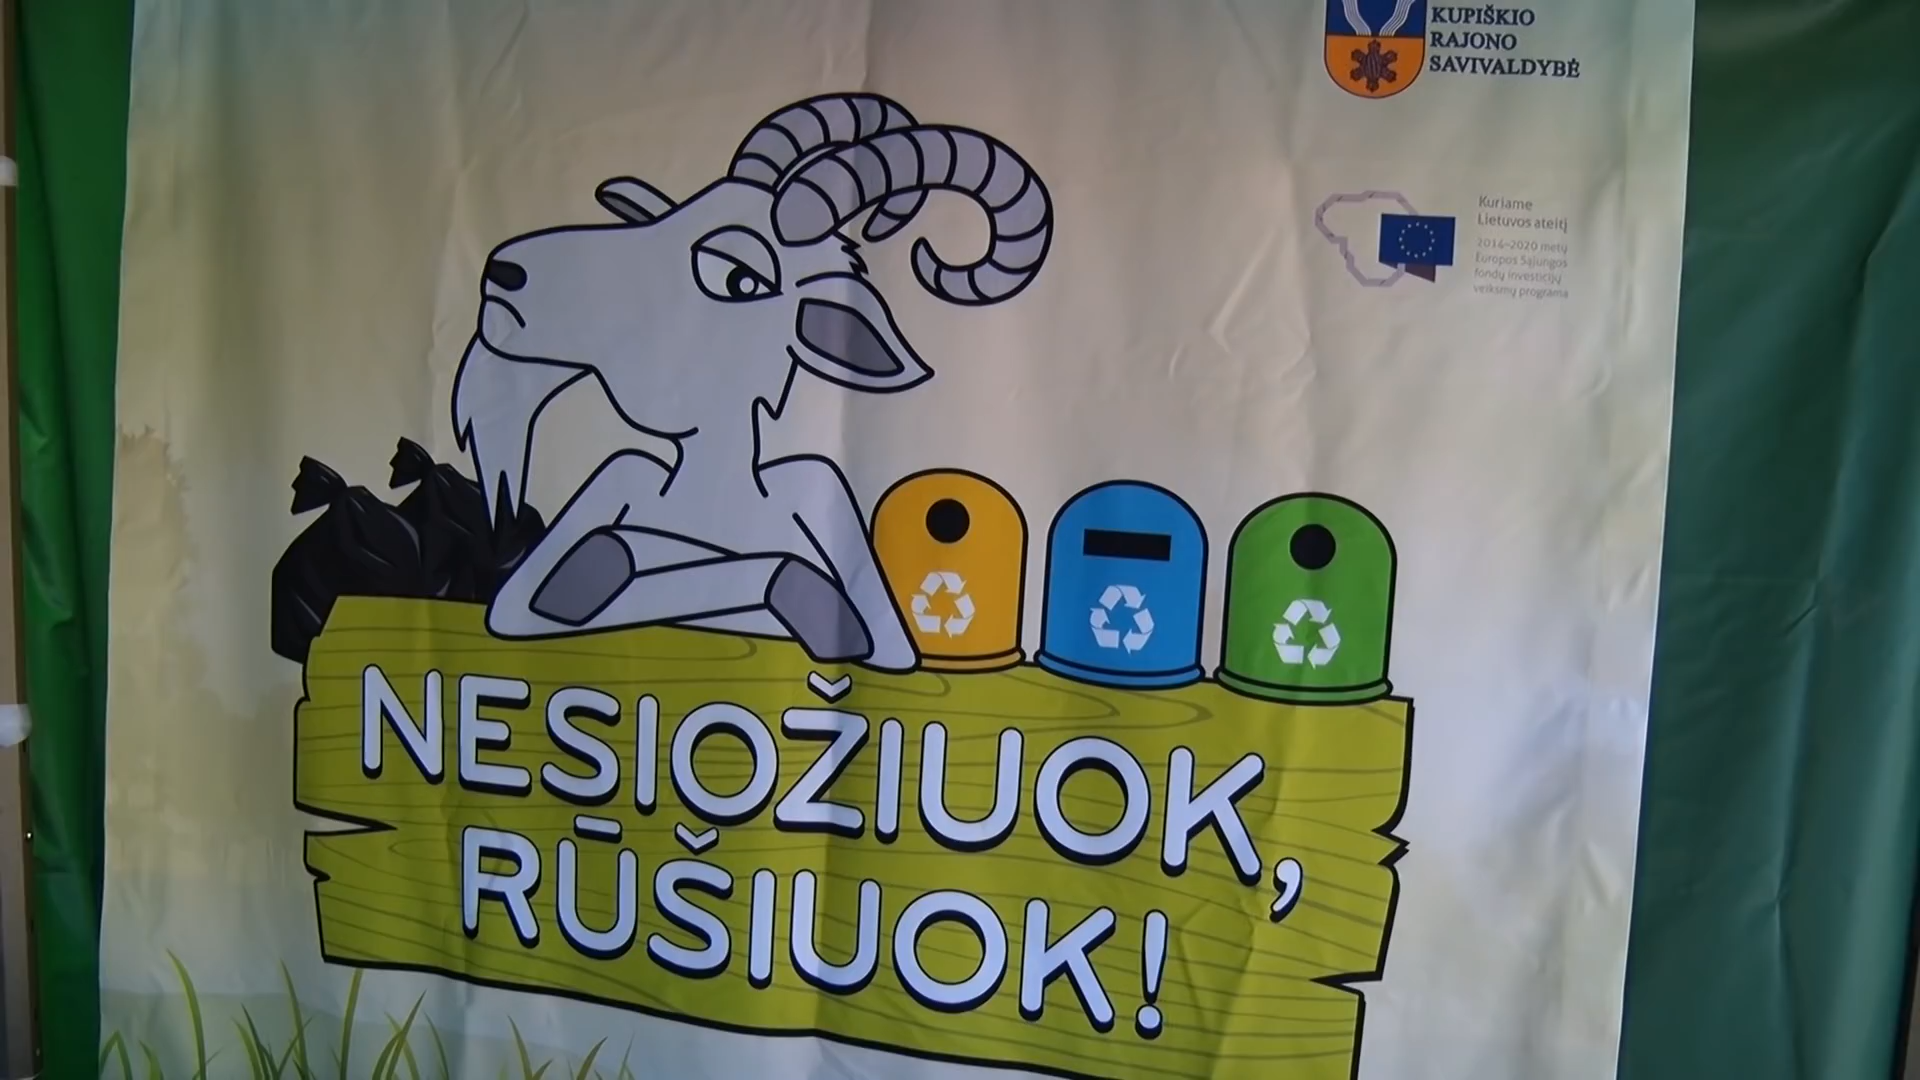 KUPIŠKIO
RAJONO
SAVIVALDYBĖ
Kuriame
Lietuvos ateitį
2014–2020 metų
Europos Sąjungos
fondų investicijų
veiksmų programa
NESIOŽIUOK,
RŪŠIUOK!